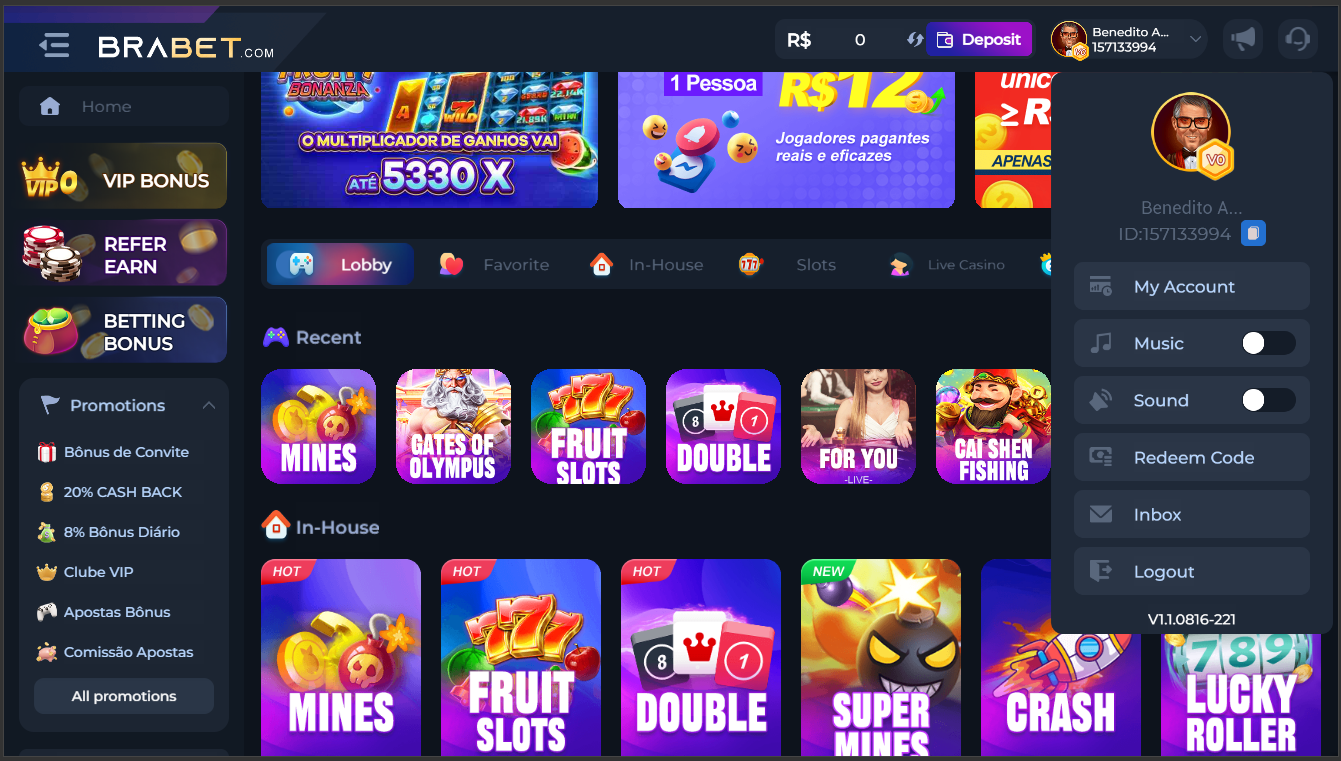 BRABET.COM
R$ 0
Deposit
Benedito A...
157133994
Home
VIP 0 VIP BONUS
REFER
EARN
BETTING
BONUS
Promotions
Bônus de Convite
20% CASH BACK
8% Bônus Diário
Clube VIP
Apostas Bônus
Comissão Apostas
All promotions
BONANZA
O MULTIPLICADOR DE GANHOS VAI
ATÉ 5330 X
1 Pessoa
R$12
Jogadores pagantes
reais e eficazes
≥R
APENAS
Lobby
Favorite
In-House
Slots
Live Casino
Recent
MINES
GATES OF
OLYMPUS
FRUIT
SLOTS
DOUBLE
FOR YOU
-LIVE-
CAI SHEN
FISHING
In-House
HOT
MINES
HOT
FRUIT
SLOTS
HOT
DOUBLE
NEW
SUPER
MINES
CRASH
789
LUCKY
ROLLER
V0
Benedito A...
ID:157133994
My Account
Music
Sound
Redeem Code
Inbox
Logout
V1.1.0816-221